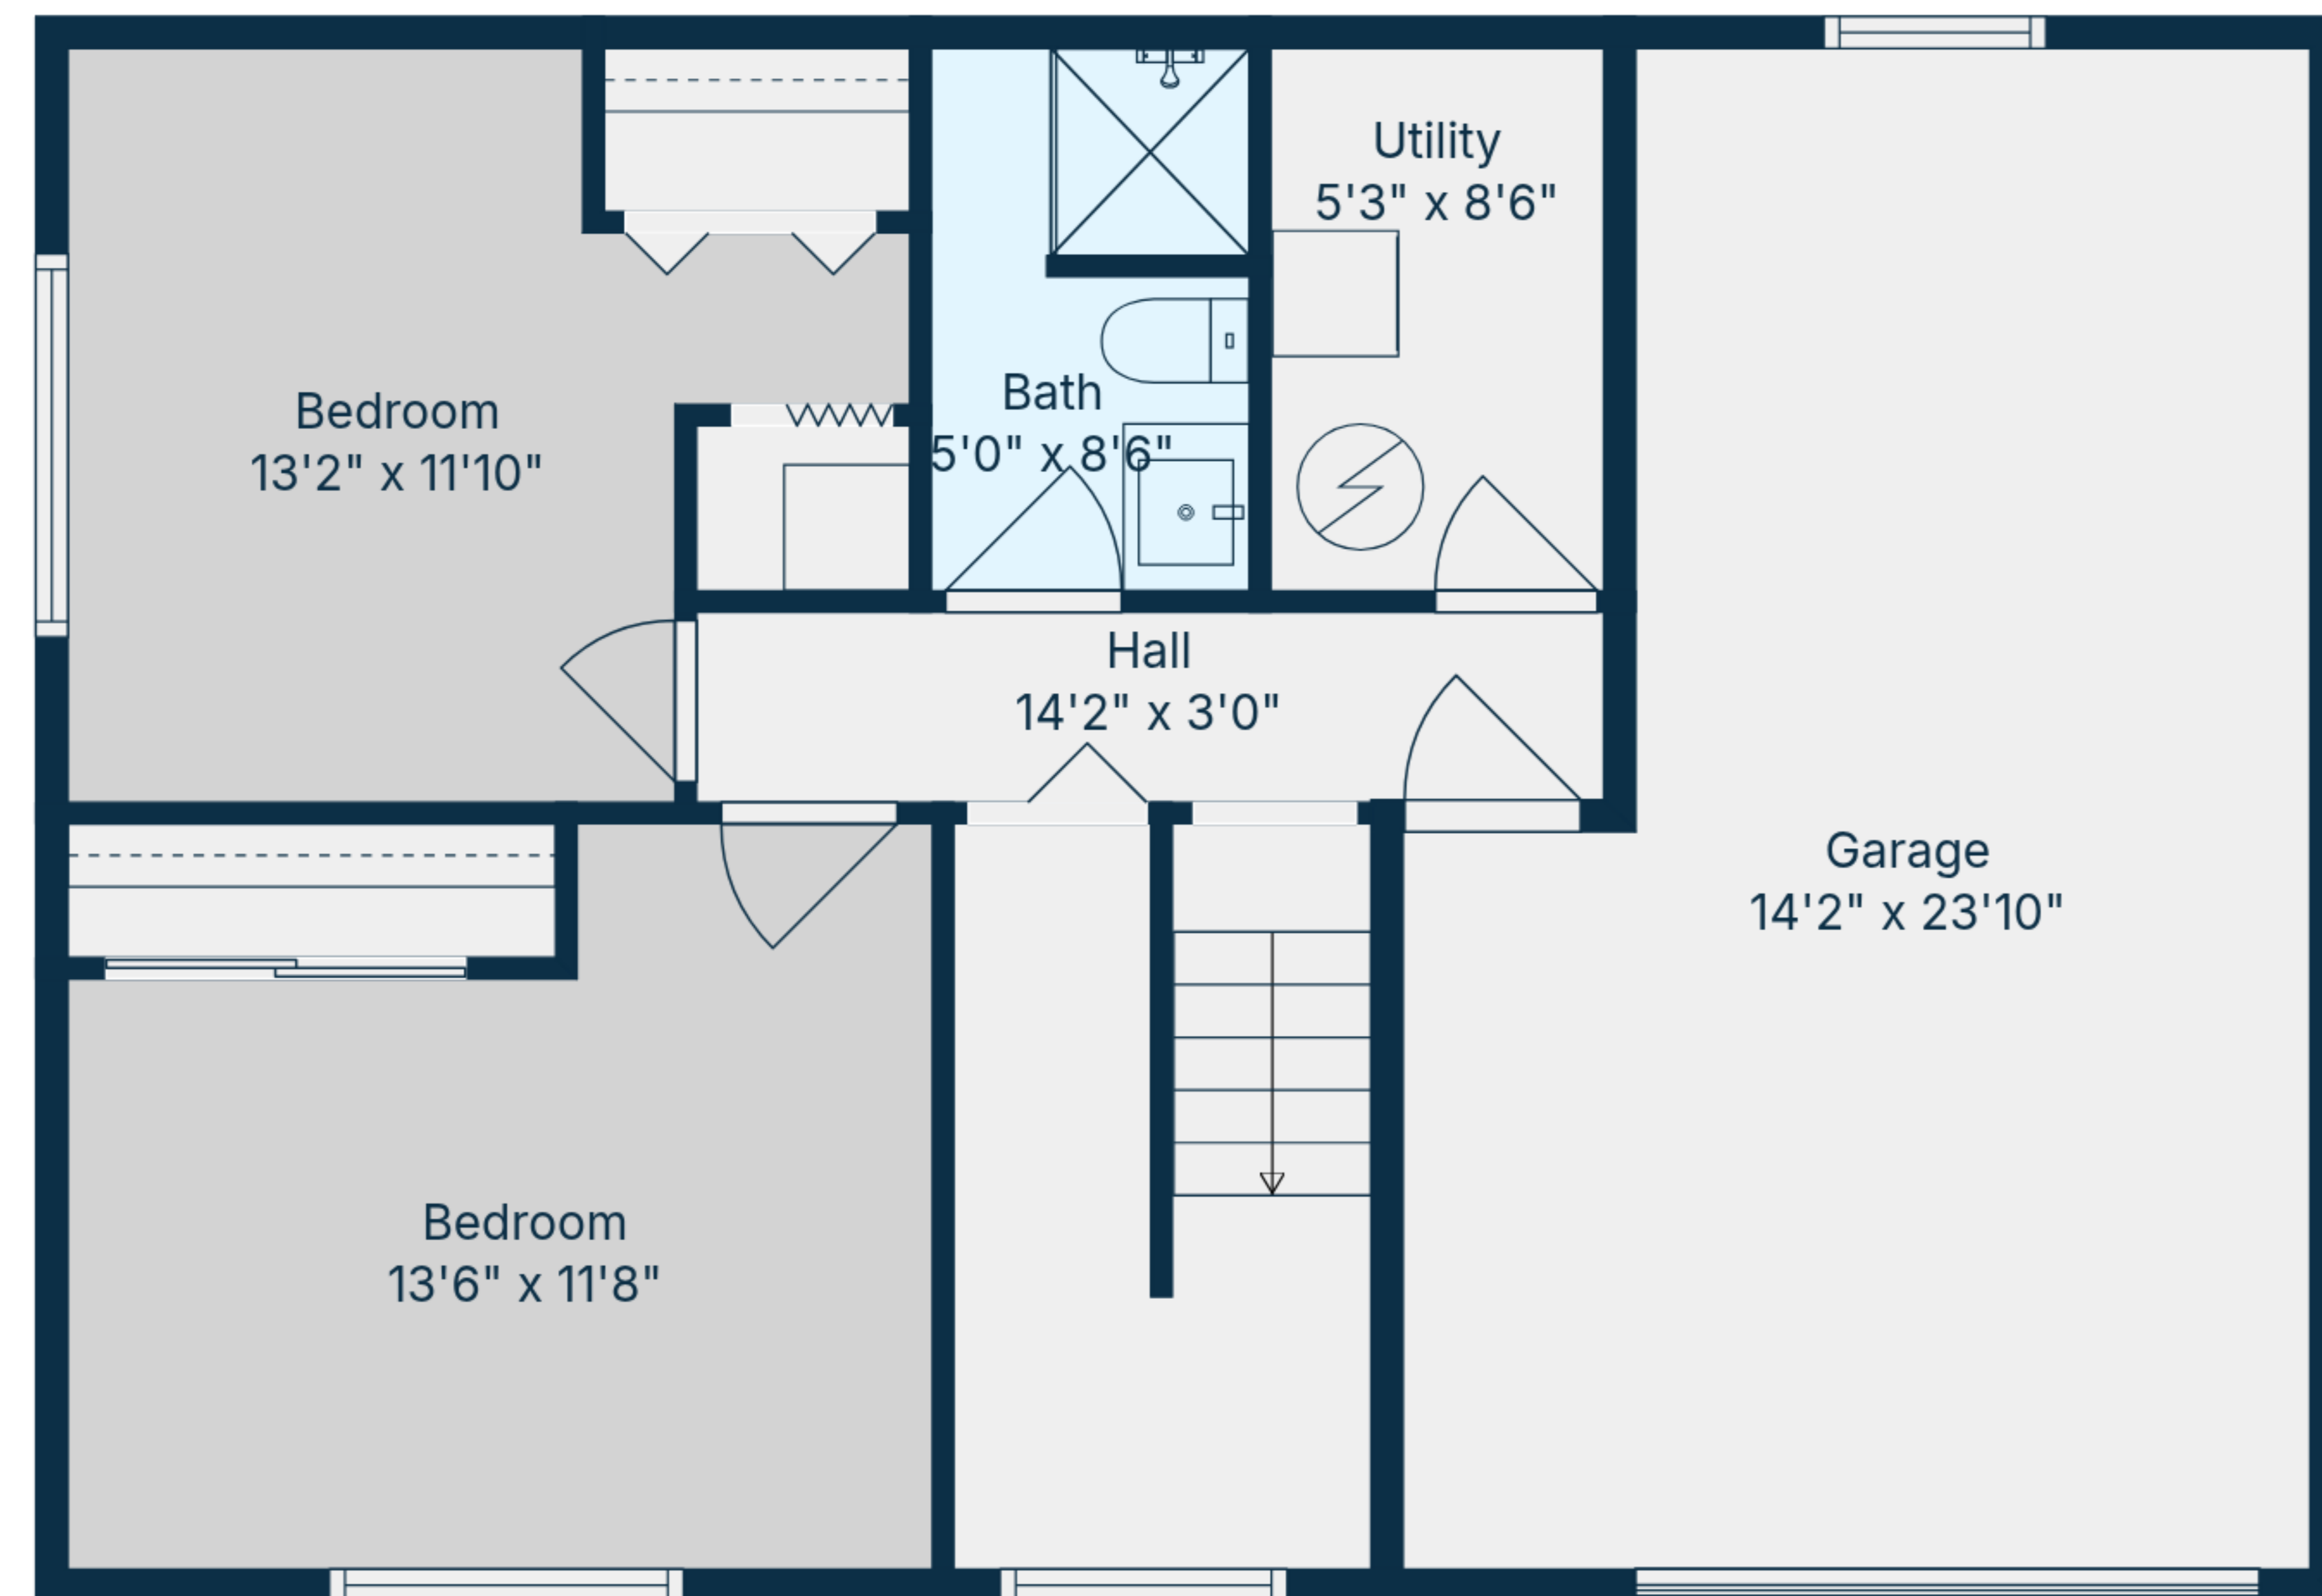 Utility
5'3" x 8'6"
Bath
5'0" x 8'6"
Bedroom
13'2" x 11'10"
Hall
14'2" x 3'0"
Garage
14'2" x 23'10"
Bedroom
13'6" x 11'8"